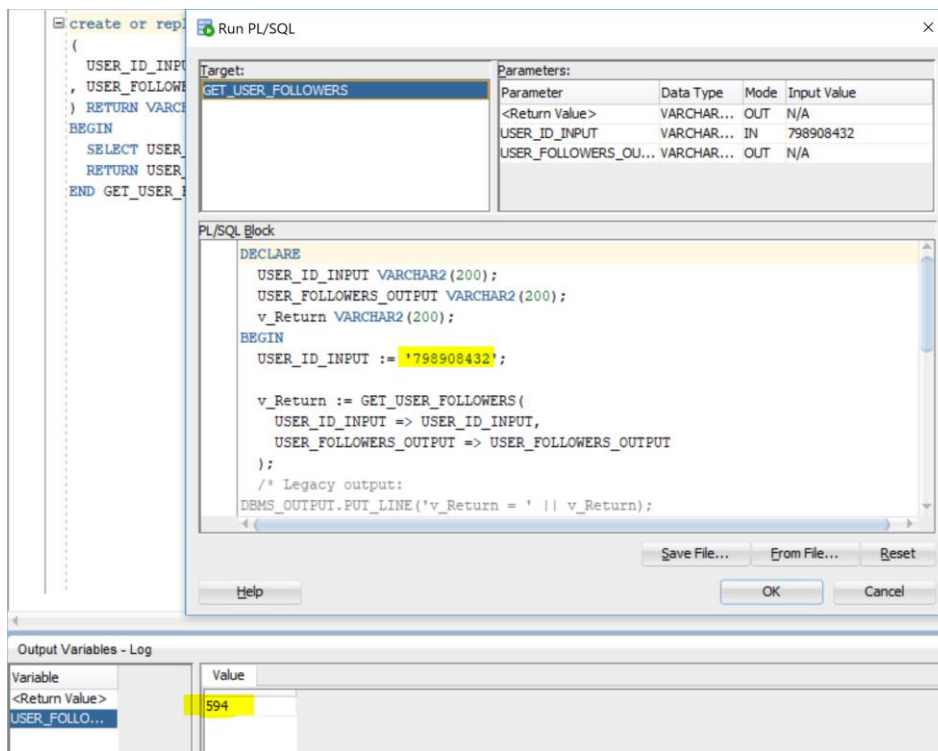 create or repl
(
USER_ID_INPU
, USER_FOLLOWE
) RETURN VARCH
BEGIN
SELECT USER_
RETURN USER_
END GET_USER_F
Run PL/SQL
Target:
GET_USER_FOLLOWERS
Parameters:
Parameter Data Type Mode Input Value
<Return Value> VARCHAR... OUT N/A
USER_ID_INPUT VARCHAR... IN 798908432
USER_FOLLOWERS_OU... VARCHAR... OUT N/A
PL/SQL Block
DECLARE
USER_ID_INPUT VARCHAR2(200);
USER_FOLLOWERS_OUTPUT VARCHAR2(200);
v_Return VARCHAR2(200);
BEGIN
USER_ID_INPUT := '798908432';
v_Return := GET_USER_FOLLOWERS(
USER_ID_INPUT => USER_ID_INPUT,
USER_FOLLOWERS_OUTPUT => USER_FOLLOWERS_OUTPUT
);
/* Legacy output:
DBMS_OUTPUT.PUT_LINE('v_Return = ' || v_Return);
Save File... From File... Reset
Help OK Cancel
Output Variables - Log
Variable
<Return Value>
USER_FOLLO...
Value
594